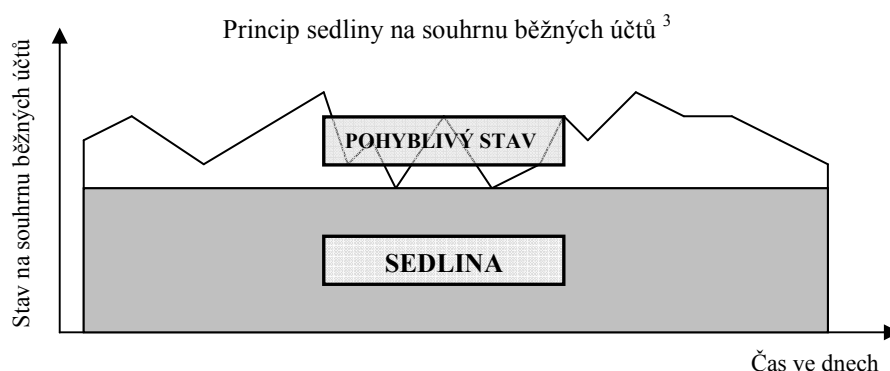 Princip sedliny na souhrnu běžných účtů ³
Stav na souhrnu běžných účtů
POHYBLIVÝ STAV
SEDLINA
Čas ve dnech